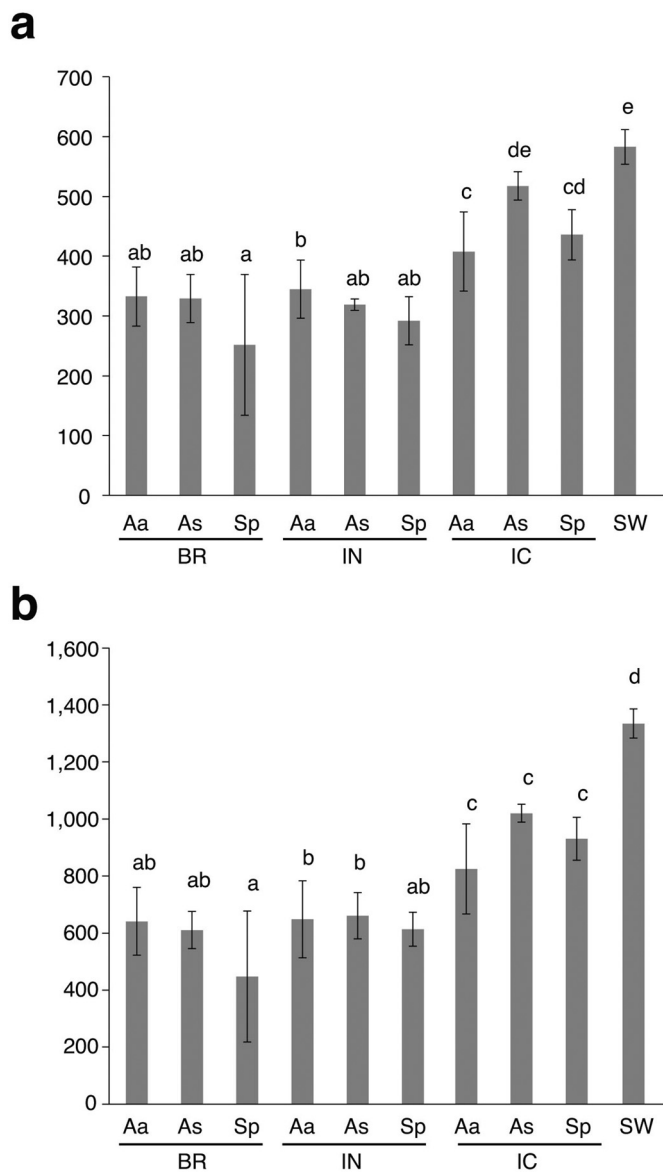 a
700
600
500
400
300
200
100
0
ab ab a b ab ab c de cd e
Aa As Sp Aa As Sp Aa As Sp SW
BR IN IC
b
1,600
1,400
1,200
1,000
800
600
400
200
0
ab ab a b b ab c c c d
Aa As Sp Aa As Sp Aa As Sp SW
BR IN IC